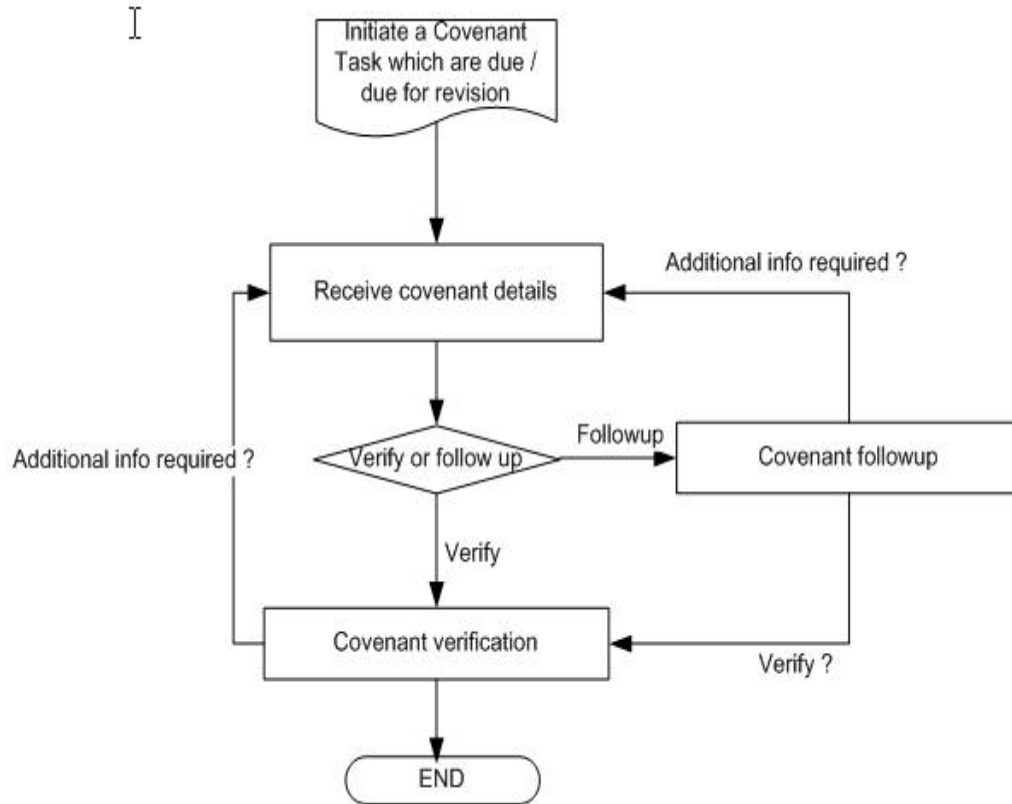 Initiate a Covenant
Task which are due /
due for revision
Additional info required ?
Receive covenant details
Followup
Additional info required ?
Verify or follow up
Covenant followup
Verify
Covenant verification
Verify ?
END